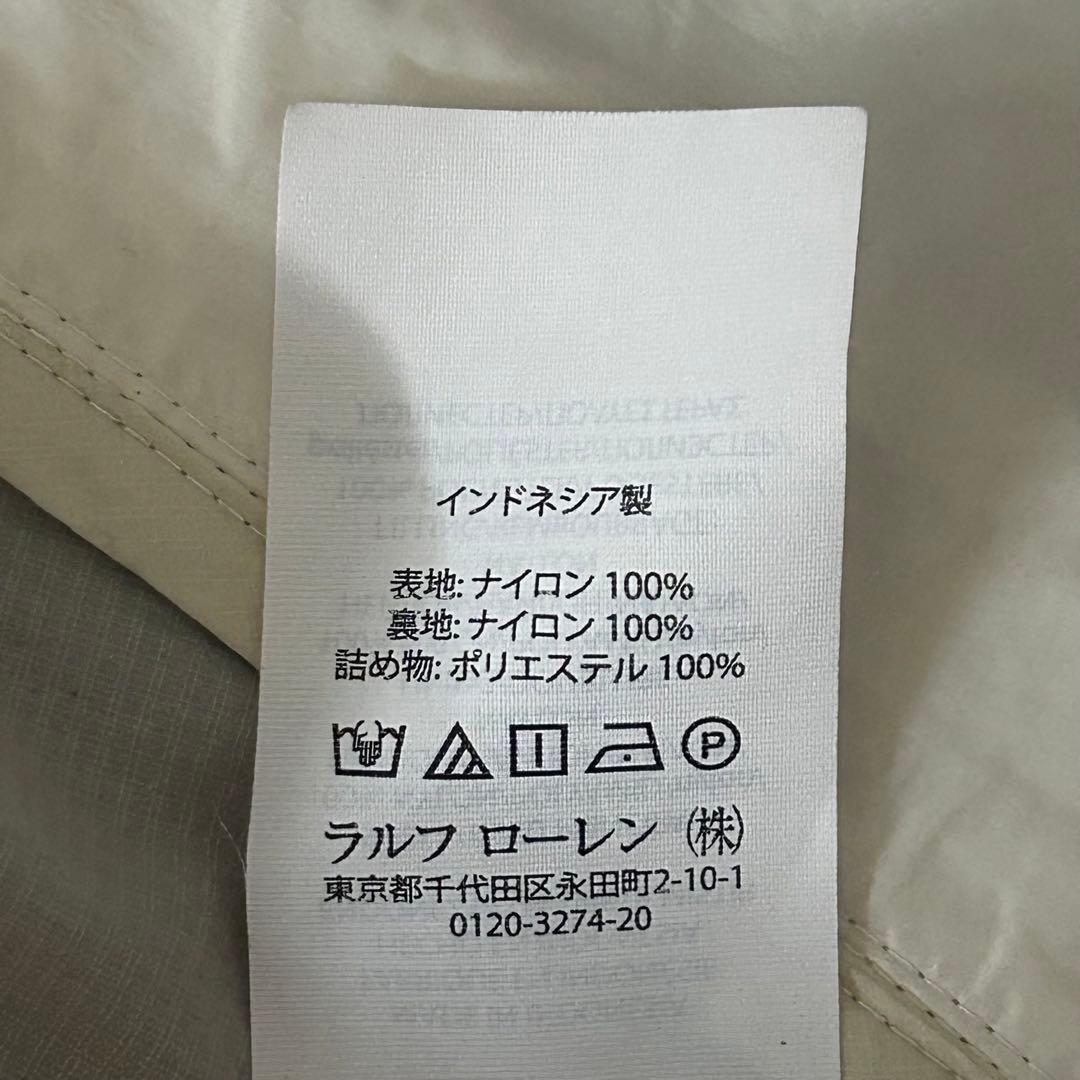 インドネシア製
表地: ナイロン 100%
裏地: ナイロン 100%
詰め物: ポリエステル 100%
P
ラルフ ローレン (株)
東京都千代田区永田町2-10-1
0120-3274-20